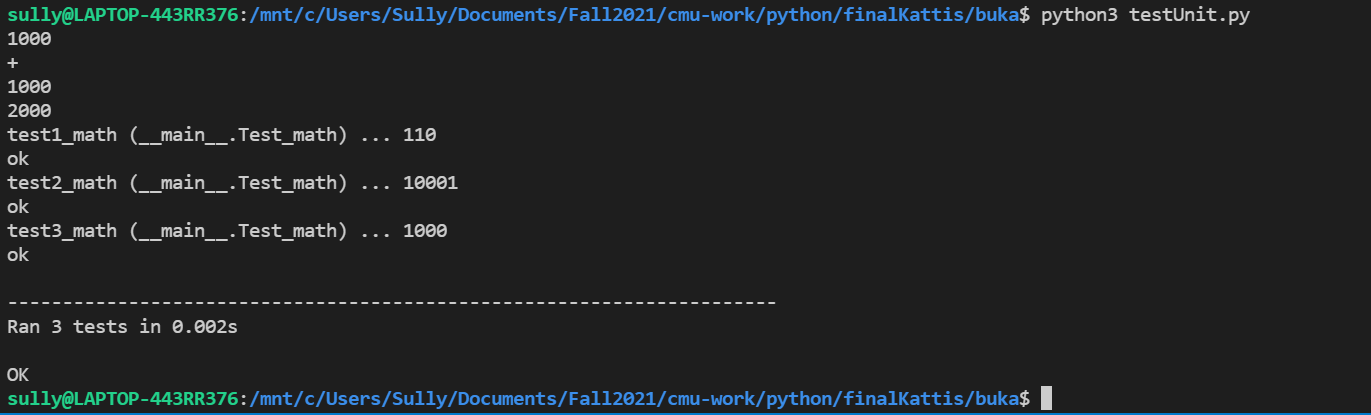 sully@LAPTOP-443RR376:/mnt/c/Users/Sully/Documents/Fall2021/cmu-work/python/finalKattis/buka$ python3 testUnit.py
1000
+
1000
2000
test1_math (__main__.Test_math) ... 110
ok
test2_math (__main__.Test_math) ... 10001
ok
test3_math (__main__.Test_math) ... 1000
ok
----------------------------------------------------------------------
Ran 3 tests in 0.002s
OK
sully@LAPTOP-443RR376:/mnt/c/Users/Sully/Documents/Fall2021/cmu-work/python/finalKattis/buka$